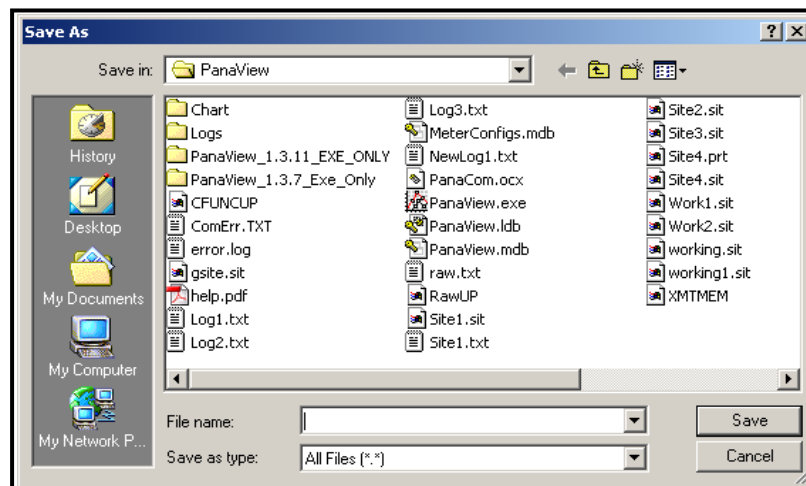 Save As
Save in: PanaView
History
Desktop
My Documents
My Computer
My Network P...
Chart
Logs
PanaView_1.3.11_EXE_ONLY
PanaView_1.3.7_Exe_Only
CFUNCUP
ComErr.TXT
error.log
gsite.sit
help.pdf
Log1.txt
Log2.txt
Log3.txt
MeterConfigs.mdb
NewLog1.txt
PanaCom.ocx
PanaView.exe
PanaView.ldb
PanaView.mdb
raw.txt
RawUP
Site1.sit
Site1.txt
Site2.sit
Site3.sit
Site4.prt
Site4.sit
Work1.sit
Work2.sit
working.sit
working1.sit
XMTMEM
File name:
Save
Save as type: All Files (*.*)
Cancel